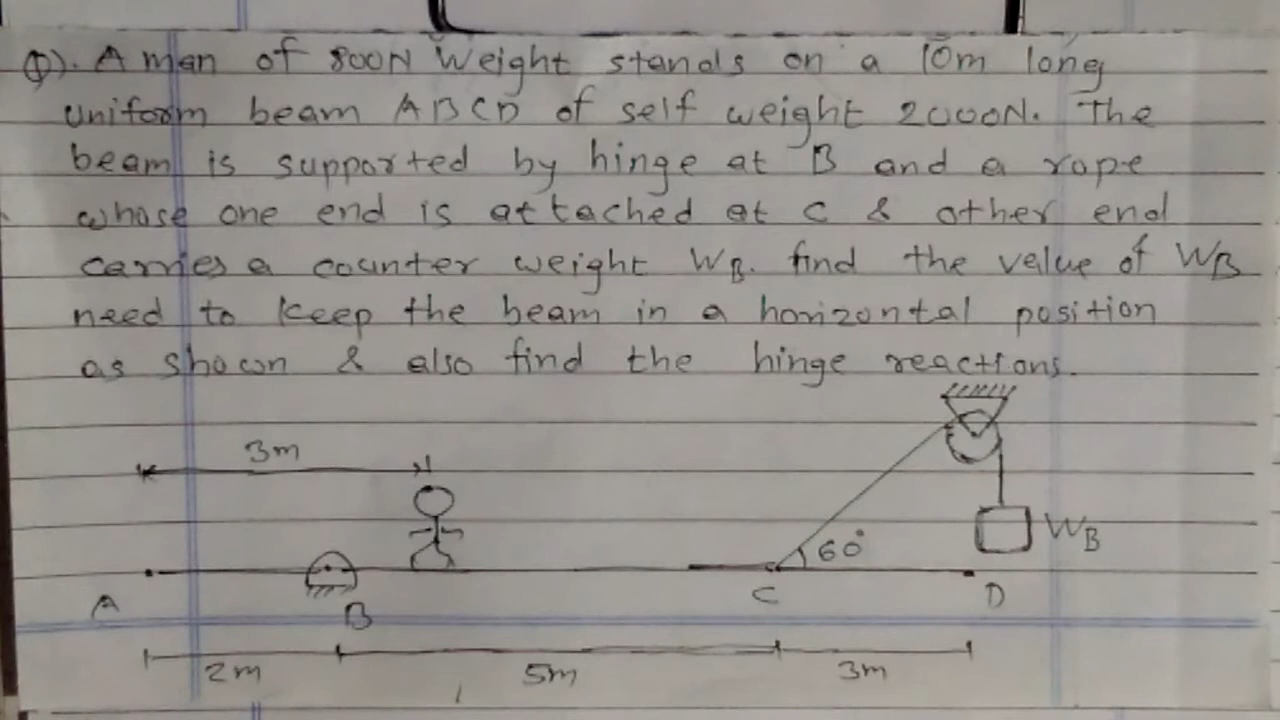 Q). A man of 800N Weight stands on a 10m long
uniform beam ABCD of self weight 2000N. The
beam is supported by hinge at B and a rope
whose one end is attached at C & other end
carries a counter weight WB. find the value of WB
need to keep the beam in a horizontal position
as shown & also find the hinge reactions.
3m
60°
WB
A
B
C
D
2m
5m
3m